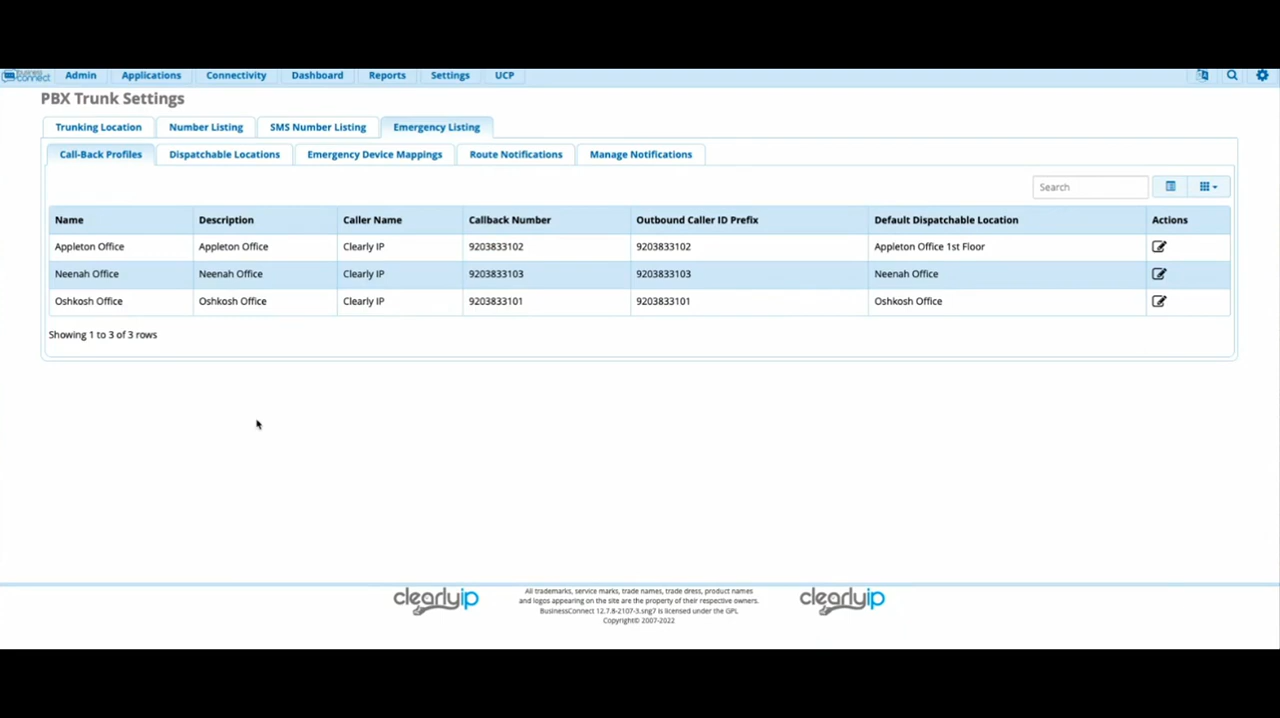 Business
connect
Admin Applications Connectivity Dashboard Reports Settings UCP
PBX Trunk Settings
Trunking Location Number Listing SMS Number Listing Emergency Listing
Call-Back Profiles Dispatchable Locations Emergency Device Mappings Route Notifications Manage Notifications
Search
Name Description Caller Name Callback Number Outbound Caller ID Prefix Default Dispatchable Location Actions
Appleton Office Appleton Office Clearly IP 9203833102 9203833102 Appleton Office 1st Floor
Neenah Office Neenah Office Clearly IP 9203833103 9203833103 Neenah Office
Oshkosh Office Oshkosh Office Clearly IP 9203833101 9203833101 Oshkosh Office
Showing 1 to 3 of 3 rows
clearlyip
All trademarks, service marks, trade names, trade dress, product names
and logos appearing on the site are the property of their respective owners.
BusinessConnect 12.7.8-2107-3.sng7 is licensed under the GPL
Copyright© 2007-2022
clearlyip